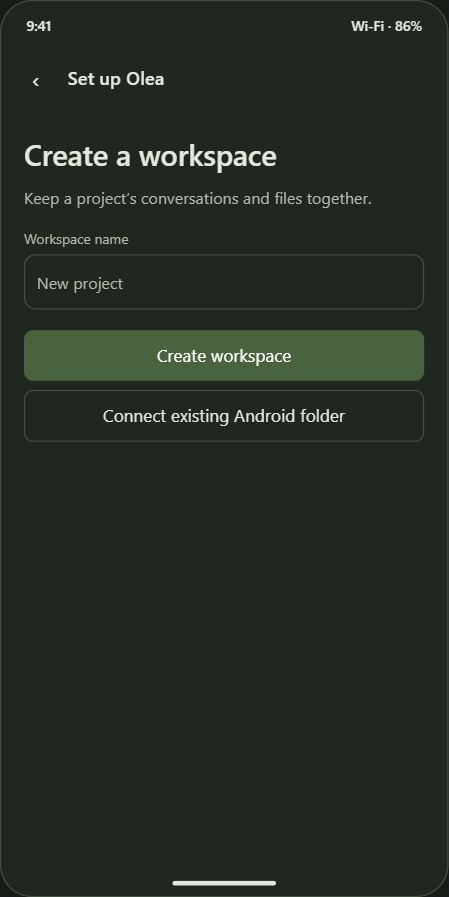 9:41
Wi-Fi · 86%
‹ Set up Olea
Create a workspace
Keep a project's conversations and files together.
Workspace name
New project
Create workspace
Connect existing Android folder